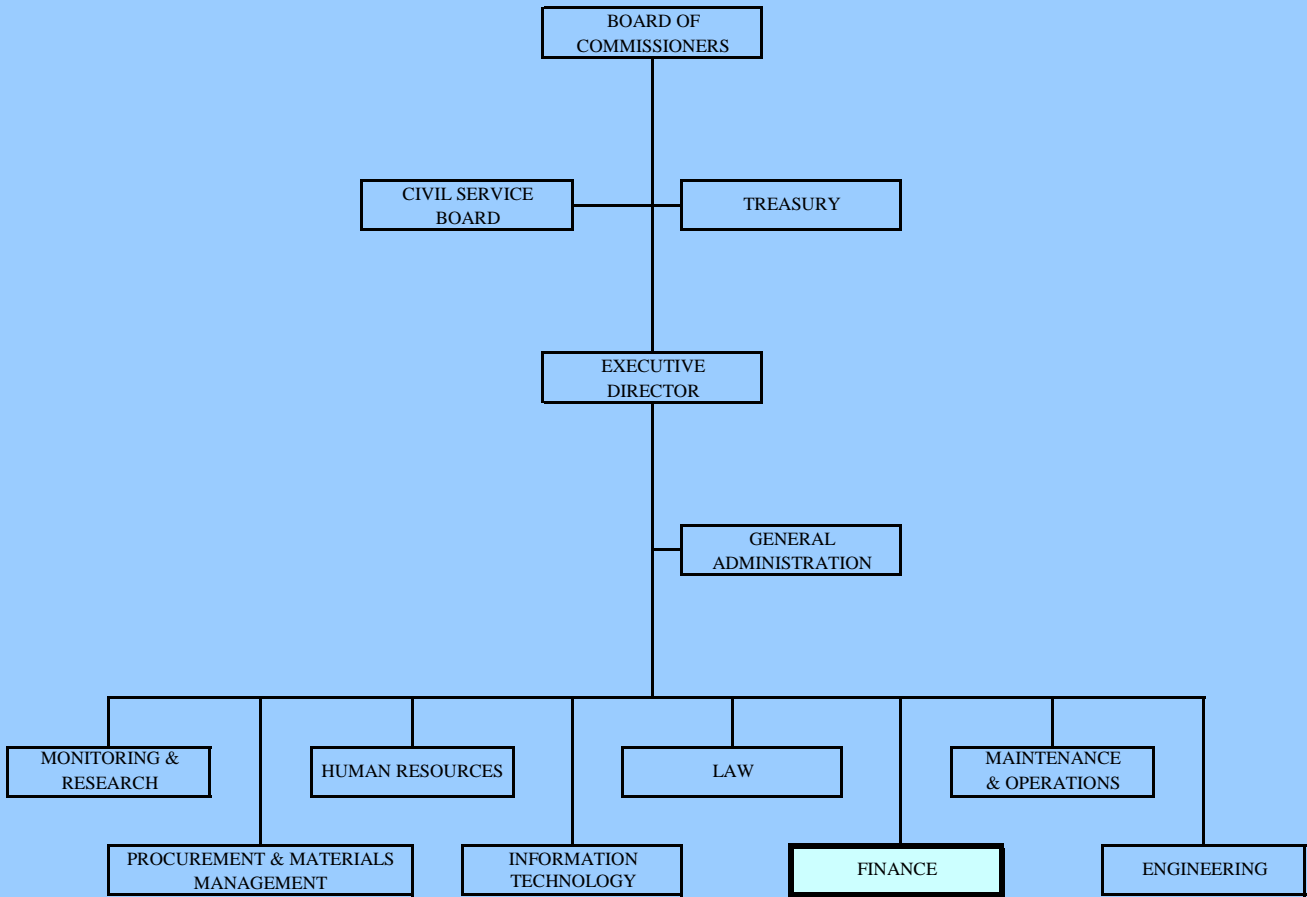 BOARD OF
COMMISSIONERS
CIVIL SERVICE
BOARD
TREASURY
EXECUTIVE
DIRECTOR
GENERAL
ADMINISTRATION
MONITORING &
RESEARCH
HUMAN RESOURCES
LAW
MAINTENANCE
& OPERATIONS
PROCUREMENT & MATERIALS
MANAGEMENT
INFORMATION
TECHNOLOGY
FINANCE
ENGINEERING